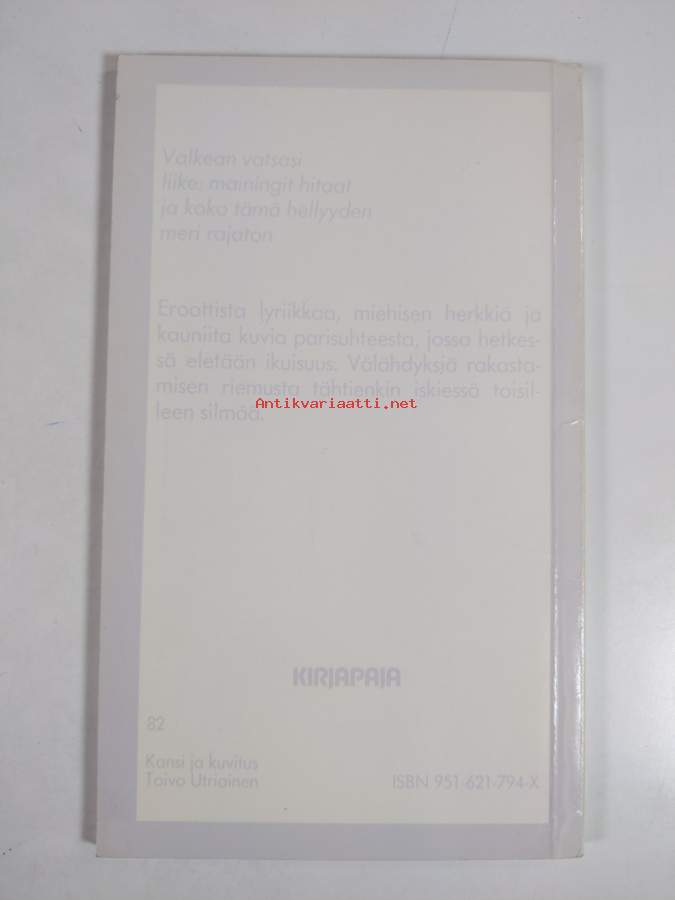 Valkean vatsasi
liike: mainingit hitaat
ja koko tämä hellyyden
meri rajaton
Eroottista lyriikkaa, miehisen herkkiä ja
kauniita kuvia parisuhteesta, jossa hetkes-
sä eletään ikuisuus. Välähdyksiä rakasta-
misen riemusta tähtienkin iskiessä toisil-
Antikvariaatti.net
leen silmää.
KIRJAPAJA
82
Kansi ja kuvitus
Toivo Utriainen
ISBN 951-621-794-X